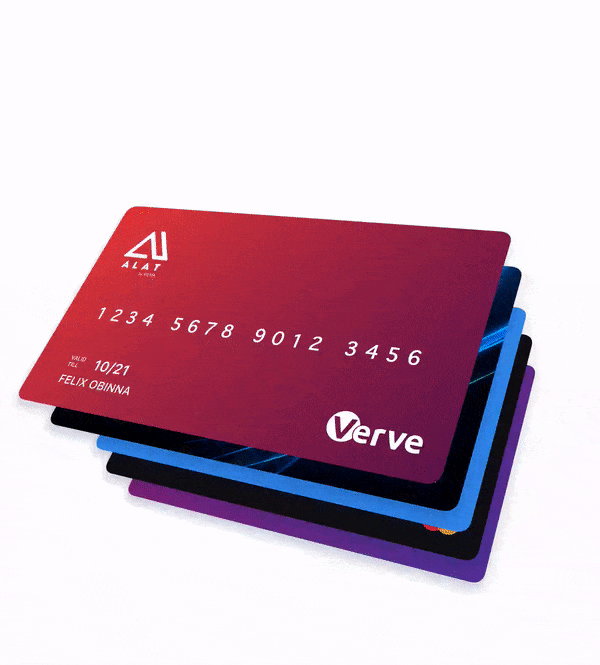 ALAT
1234 5678 9012 3456
VALID
TILL
10/21
FELIX OBINNA
Verve